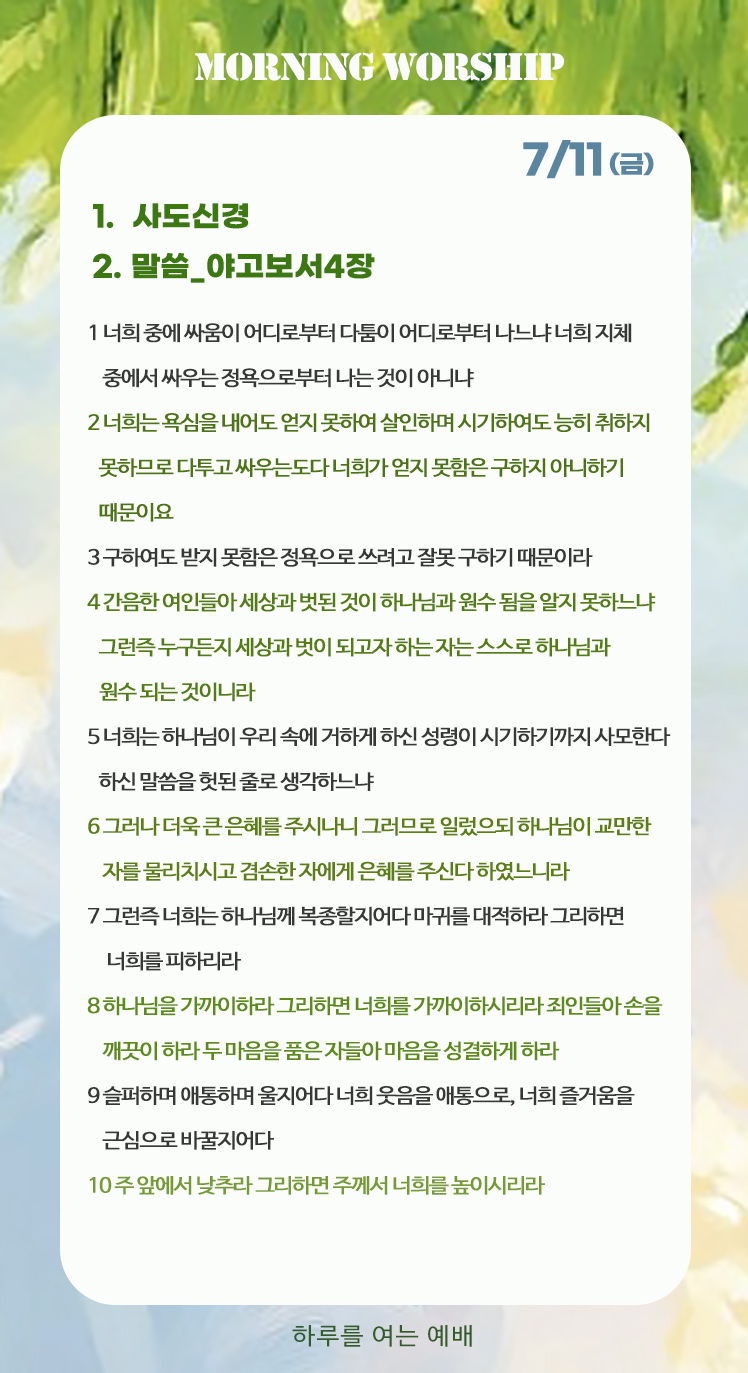 MORNING WORSHIP
7/11 (금)
1. 사도신경
2. 말씀_야고보서4장
1 너희 중에 싸움이 어디로부터 다툼이 어디로부터 나느냐 너희 지체
중에서 싸우는 정욕으로부터 나는 것이 아니냐
2 너희는 욕심을 내어도 얻지 못하여 살인하며 시기하여도 능히 취하지
못하므로 다투고 싸우는도다 너희가 얻지 못함은 구하지 아니하기
때문이요
3 구하여도 받지 못함은 정욕으로 쓰려고 잘못 구하기 때문이라
4 간음한 여인들아 세상과 벗된 것이 하나님과 원수 됨을 알지 못하느냐
그런즉 누구든지 세상과 벗이 되고자 하는 자는 스스로 하나님과
원수 되는 것이니라
5 너희는 하나님이 우리 속에 거하게 하신 성령이 시기하기까지 사모한다
하신 말씀을 헛된 줄로 생각하느냐
6 그러나 더욱 큰 은혜를 주시나니 그러므로 일렀으되 하나님이 교만한
자를 물리치시고 겸손한 자에게 은혜를 주신다 하였느니라
7 그런즉 너희는 하나님께 복종할지어다 마귀를 대적하라 그리하면
너희를 피하리라
8 하나님을 가까이하라 그리하면 너희를 가까이하시리라 죄인들아 손을
깨끗이 하라 두 마음을 품은 자들아 마음을 성결하게 하라
9 슬퍼하며 애통하며 울지어다 너희 웃음을 애통으로, 너희 즐거움을
근심으로 바꿀지어다
10 주 앞에서 낮추라 그리하면 주께서 너희를 높이시리라
하루를 여는 예배